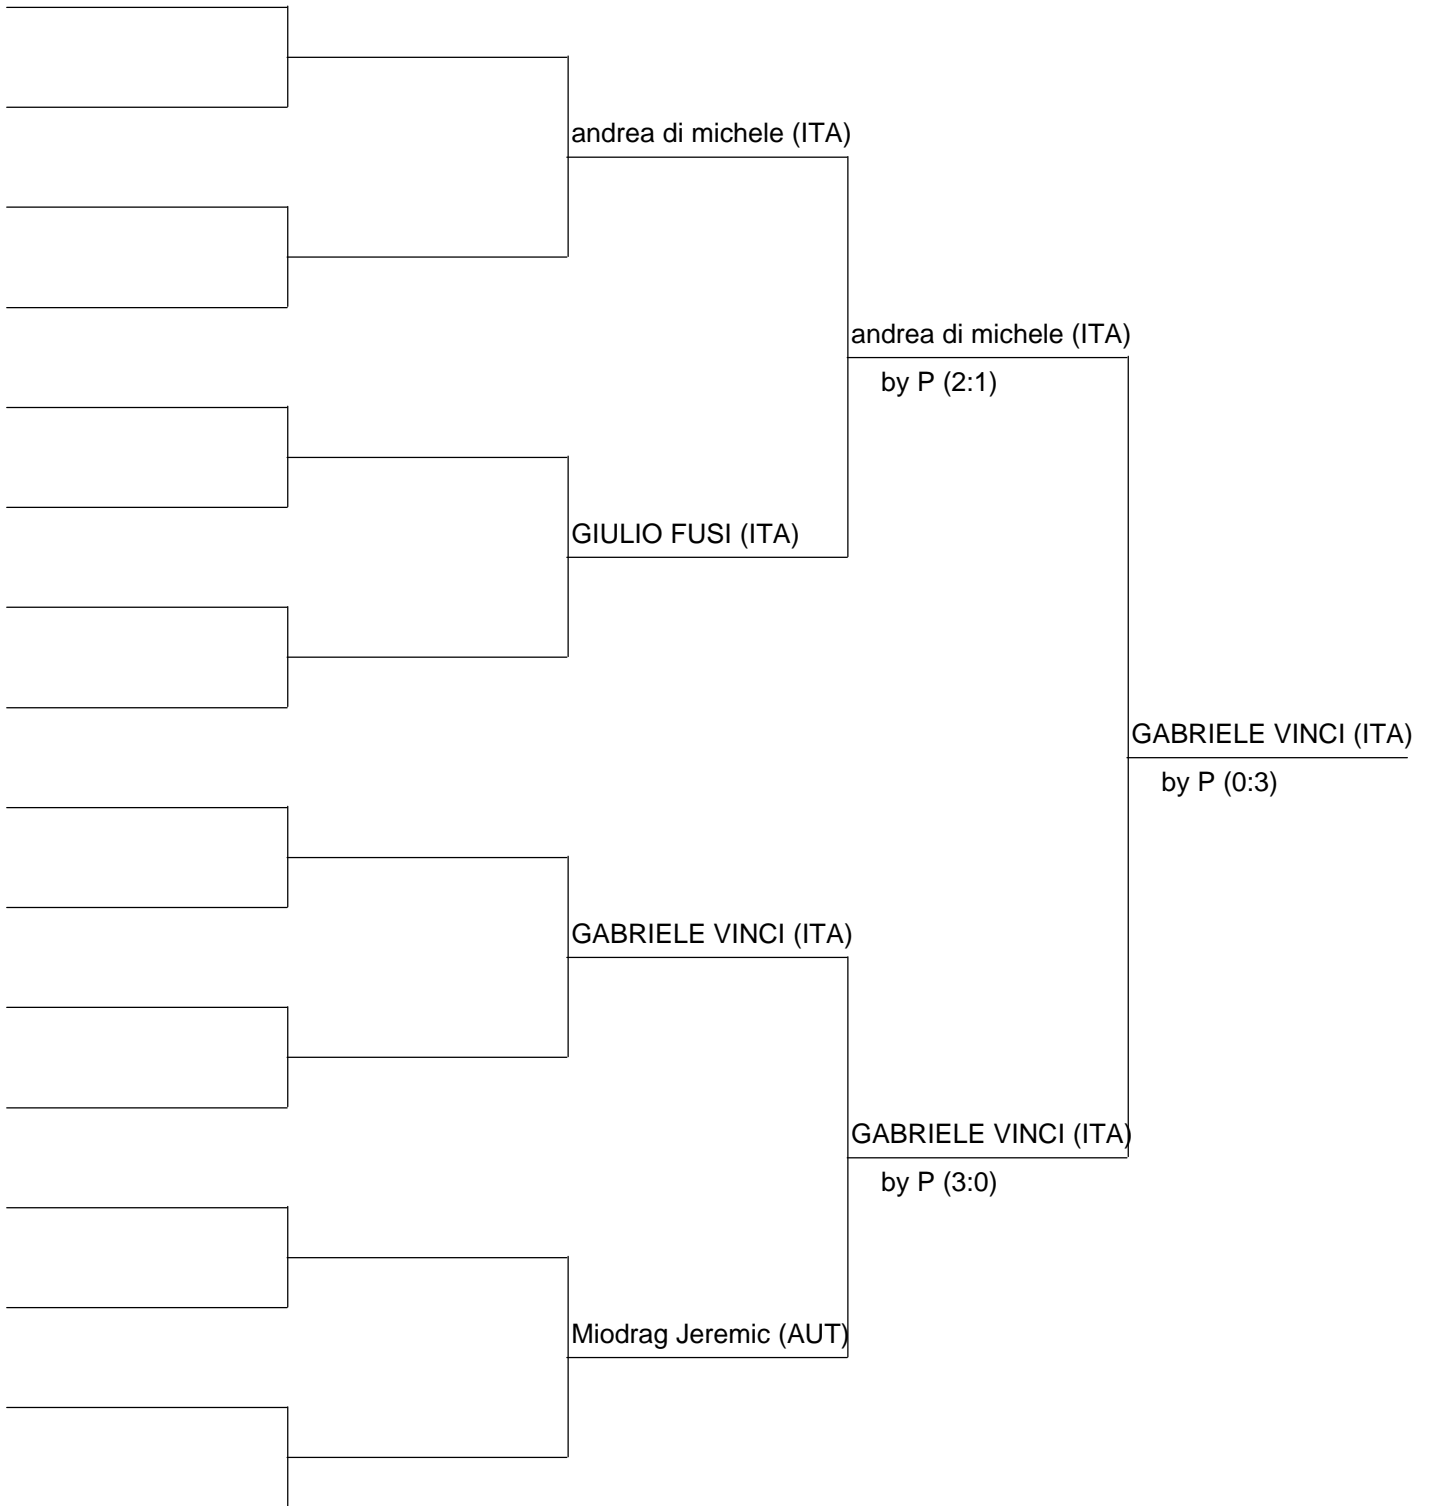 andrea di michele (ITA)
andrea di michele (ITA)
by P (2:1)
GIULIO FUSI (ITA)
GABRIELE VINCI (ITA)
by P (0:3)
GABRIELE VINCI (ITA)
GABRIELE VINCI (ITA)
by P (3:0)
Miodrag Jeremic (AUT)